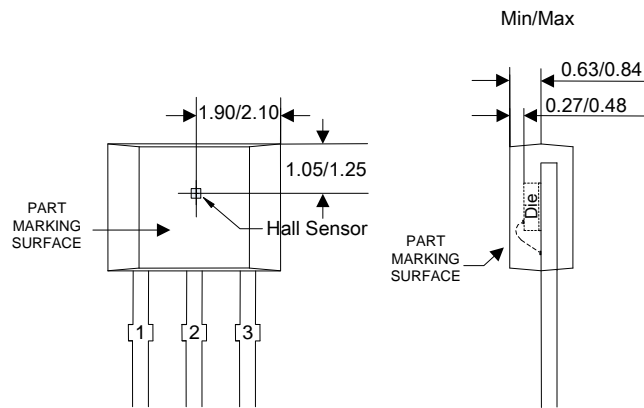 Min/Max
0.63/0.84
0.27/0.48
1.90/2.10
1.05/1.25
PART
MARKING
SURFACE
Hall Sensor
Die
PART
MARKING
SURFACE
1
2
3